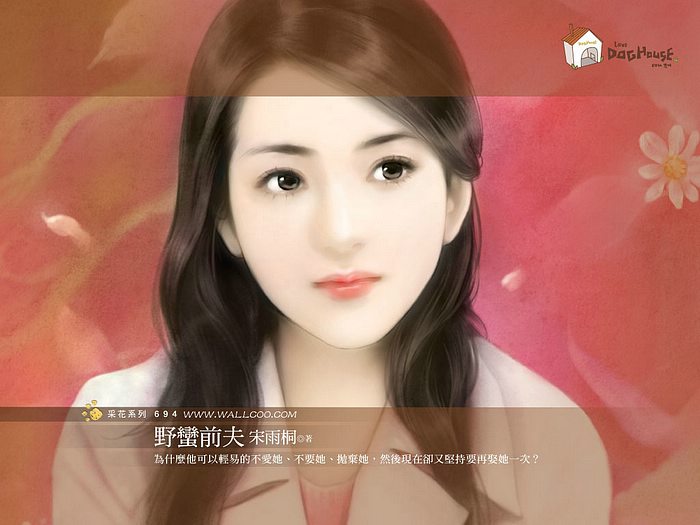 Love
DOGHOUSE
采花系列 694 WWW.WALLCOO.COM
野蠻前夫 宋雨桐◎著
為什麼他可以輕易的不愛她、不要她、拋棄她，然後現在卻又堅持要再娶她一次？